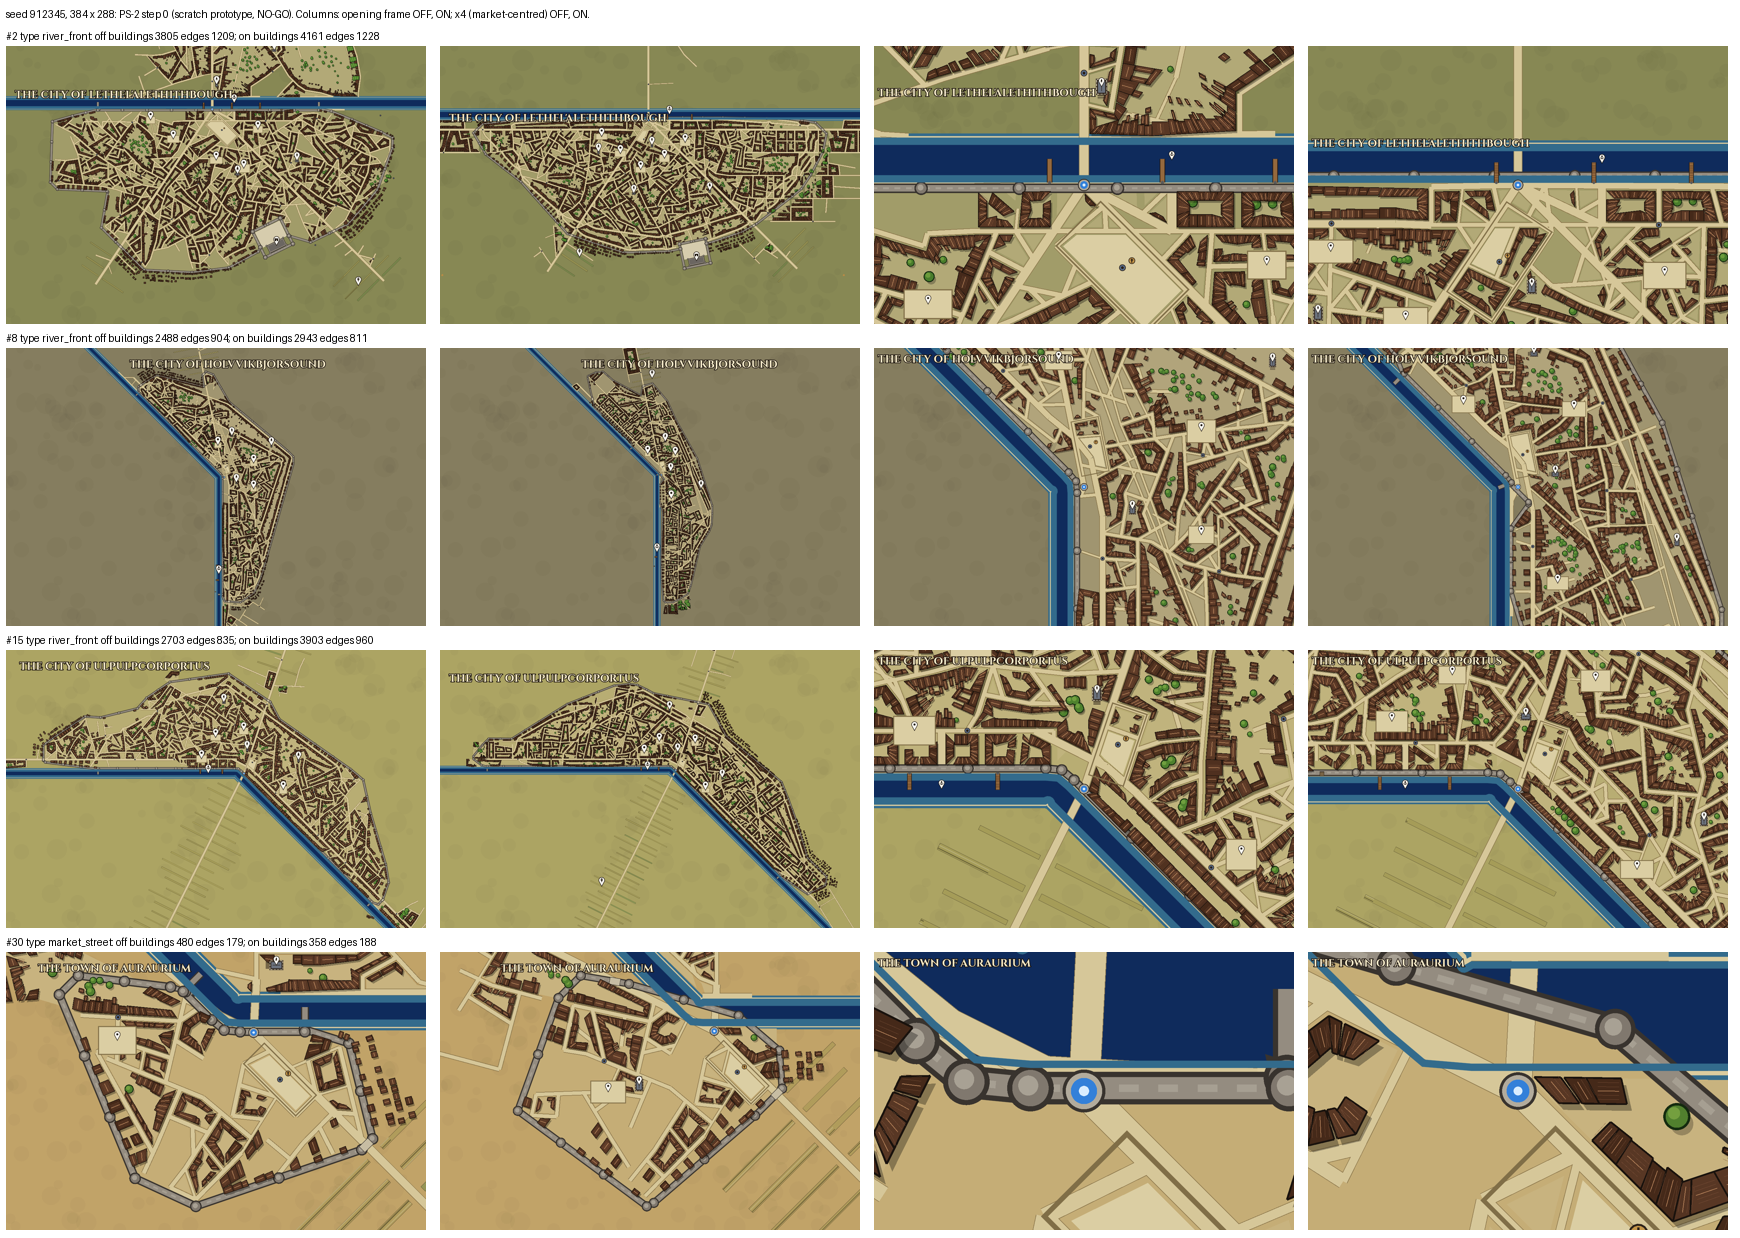 seed 912345, 384 x 288: PS-2 step 0 (scratch prototype, NO-GO). Columns: opening frame OFF, ON; x4 (market-centred) OFF, ON.
#2 type river_front: off buildings 3805 edges 1209; on buildings 4161 edges 1228
THE CITY OF LETHELALETHITHBOUGH
THE CITY OF LETHELALETHITHBOUGH
THE CITY OF LETHELALETHITHBOUGH
THE CITY OF LETHELALETHITHBOUGH
#8 type river_front: off buildings 2488 edges 904; on buildings 2943 edges 811
THE CITY OF HOLVVIKBJORSOUND
THE CITY OF HOLVVIKBJORSOUND
THE CITY OF HOLVVIKBJORSOUND
THE CITY OF HOLVVIKBJORSOUND
#15 type river_front: off buildings 2703 edges 835; on buildings 3903 edges 960
THE CITY OF ULPULPCORPORTUS
THE CITY OF ULPULPCORPORTUS
THE CITY OF ULPULPCORPORTUS
THE CITY OF ULPULPCORPORTUS
#30 type market_street: off buildings 480 edges 179; on buildings 358 edges 188
THE TOWN OF AURAURIUM
THE TOWN OF AURAURIUM
THE TOWN OF AURAURIUM
THE TOWN OF AURAURIUM